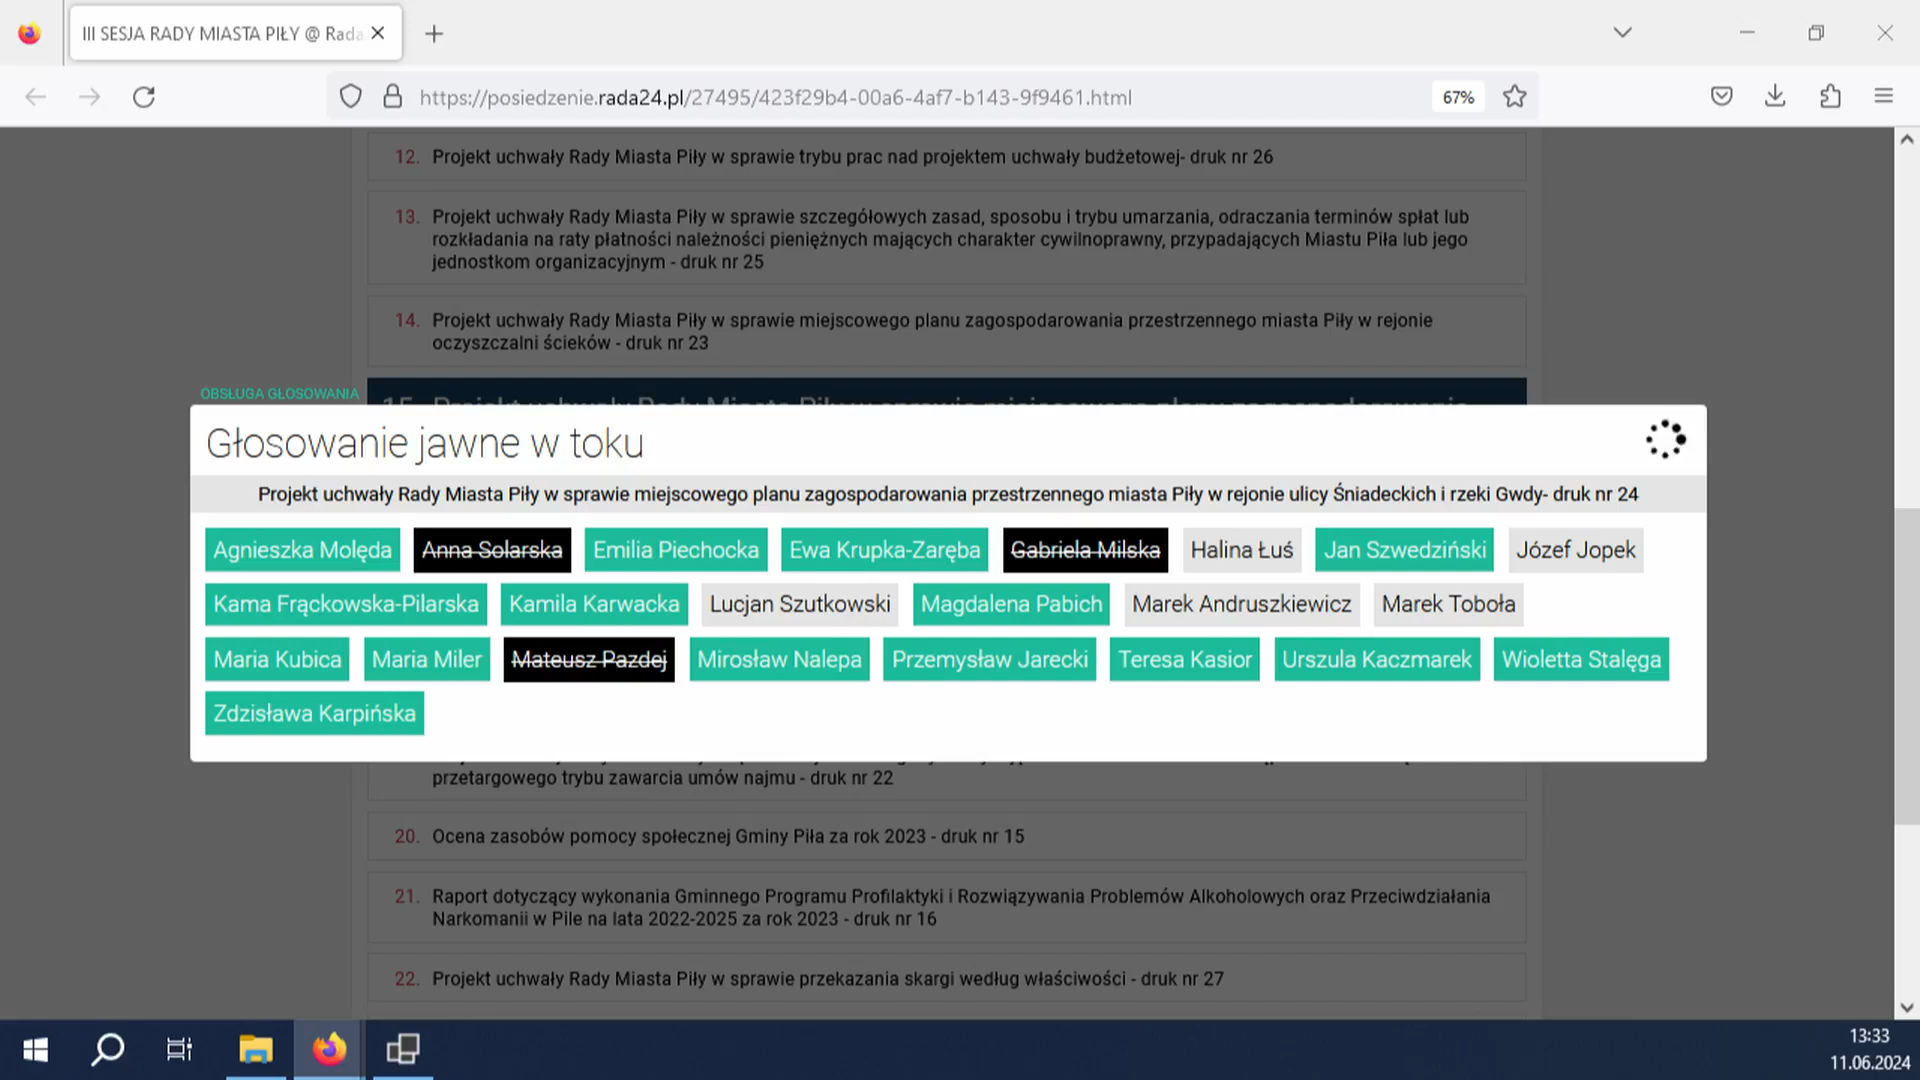 III SESJA RADY MIASTA PIŁY @ Rada
https://posiedzenie.rada24.pl/27495/423f29b4-00a6-4af7-b143-9f9461.html
67%
12. Projekt uchwały Rady Miasta Piły w sprawie trybu prac nad projektem uchwały budżetowej- druk nr 26
13. Projekt uchwały Rady Miasta Piły w sprawie szczegółowych zasad, sposobu i trybu umarzania, odraczania terminów spłat lub
rozkładania na raty płatności należności pieniężnych mających charakter cywilnoprawny, przypadających Miastu Piła lub jego
jednostkom organizacyjnym - druk nr 25
14. Projekt uchwały Rady Miasta Piły w sprawie miejscowego planu zagospodarowania przestrzennego miasta Piły w rejonie
oczyszczalni ścieków - druk nr 23
OBSŁUGA GŁOSOWANIA
15. Projekt uchwały Rady Miasta Piły w sprawie miejscowego planu zagospodarowania
Głosowanie jawne w toku
Projekt uchwały Rady Miasta Piły w sprawie miejscowego planu zagospodarowania przestrzennego miasta Piły w rejonie ulicy Śniadeckich i rzeki Gwdy- druk nr 24
Agnieszka Molęda Anna Solarska Emilia Piechocka Ewa Krupka-Zaręba Gabriela Milska Halina Łuś Jan Szwedziński Józef Jopek
Kama Frąckowska-Pilarska Kamila Karwacka Lucjan Szutkowski Magdalena Pabich Marek Andruszkiewicz Marek Toboła
Maria Kubica Maria Miler Mateusz Pazdej Mirosław Nalepa Przemysław Jarecki Teresa Kasior Urszula Kaczmarek Wioletta Stalęga
Zdzisława Karpińska
przetargowego trybu zawarcia umów najmu - druk nr 22
20. Ocena zasobów pomocy społecznej Gminy Piła za rok 2023 - druk nr 15
21. Raport dotyczący wykonania Gminnego Programu Profilaktyki i Rozwiązywania Problemów Alkoholowych oraz Przeciwdziałania
Narkomanii w Pile na lata 2022-2025 za rok 2023 - druk nr 16
22. Projekt uchwały Rady Miasta Piły w sprawie przekazania skargi według właściwości - druk nr 27
13:33
11.06.2024